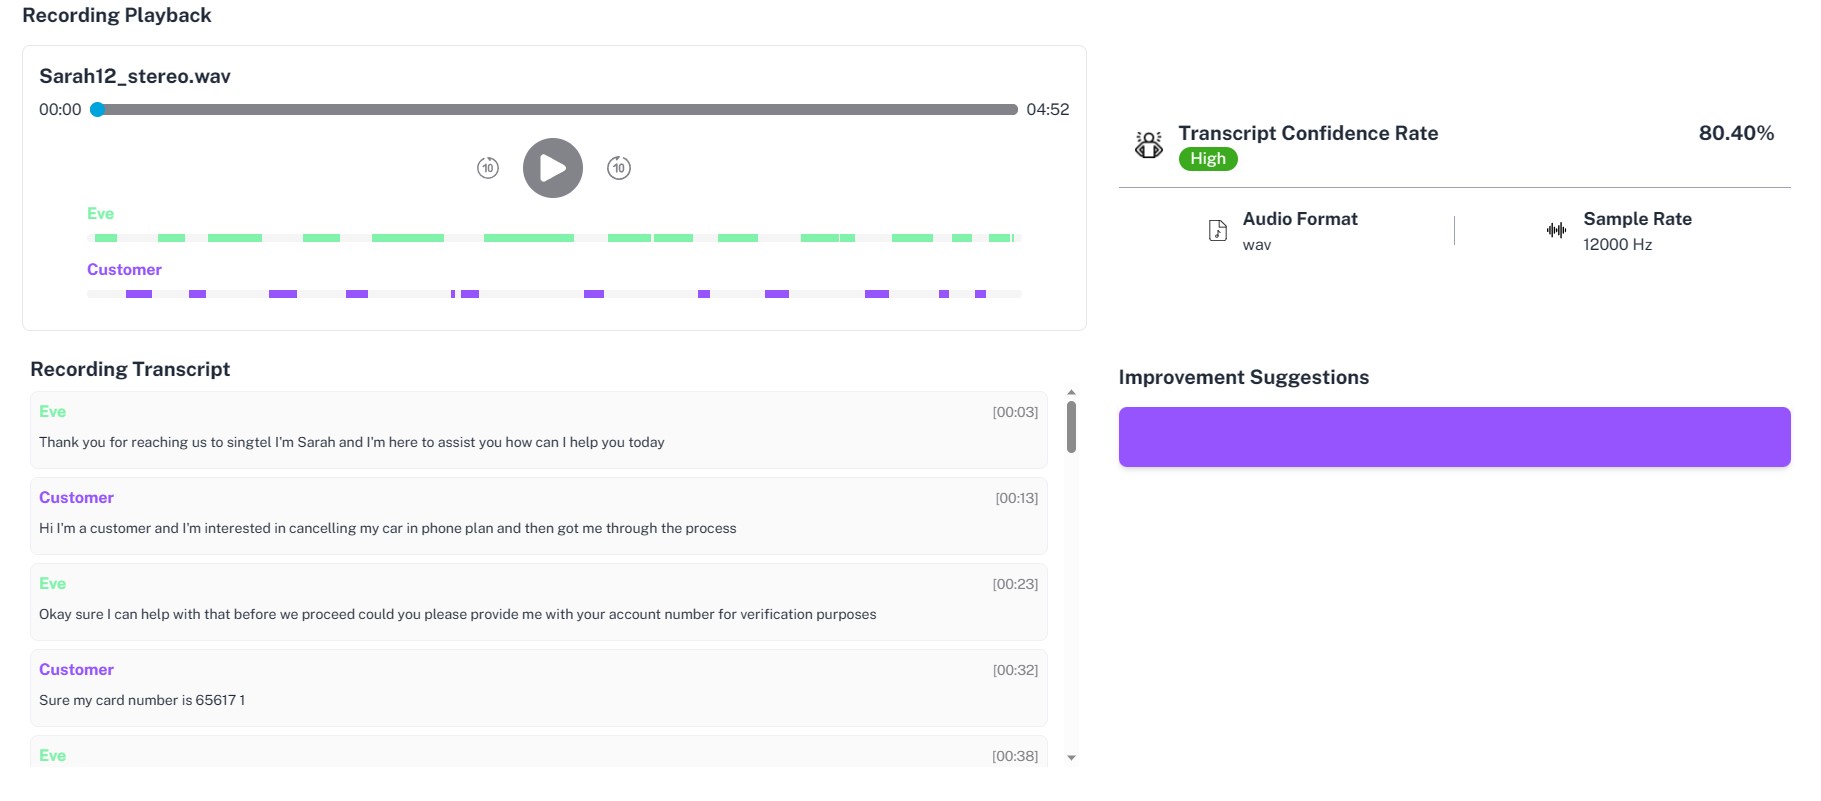 Recording Playback
Sarah12_stereo.wav
00:00 04:52
10 10
Eve
Customer
Transcript Confidence Rate 80.40%
High
Audio Format
wav
Sample Rate
12000 Hz
Recording Transcript
Eve [00:03]
Thank you for reaching us to singtel I'm Sarah and I'm here to assist you how can I help you today
Customer [00:13]
Hi I'm a customer and I'm interested in cancelling my car in phone plan and then got me through the process
Eve [00:23]
Okay sure I can help with that before we proceed could you please provide me with your account number for verification purposes
Customer [00:32]
Sure my card number is 65617 1
Eve [00:38]
Improvement Suggestions